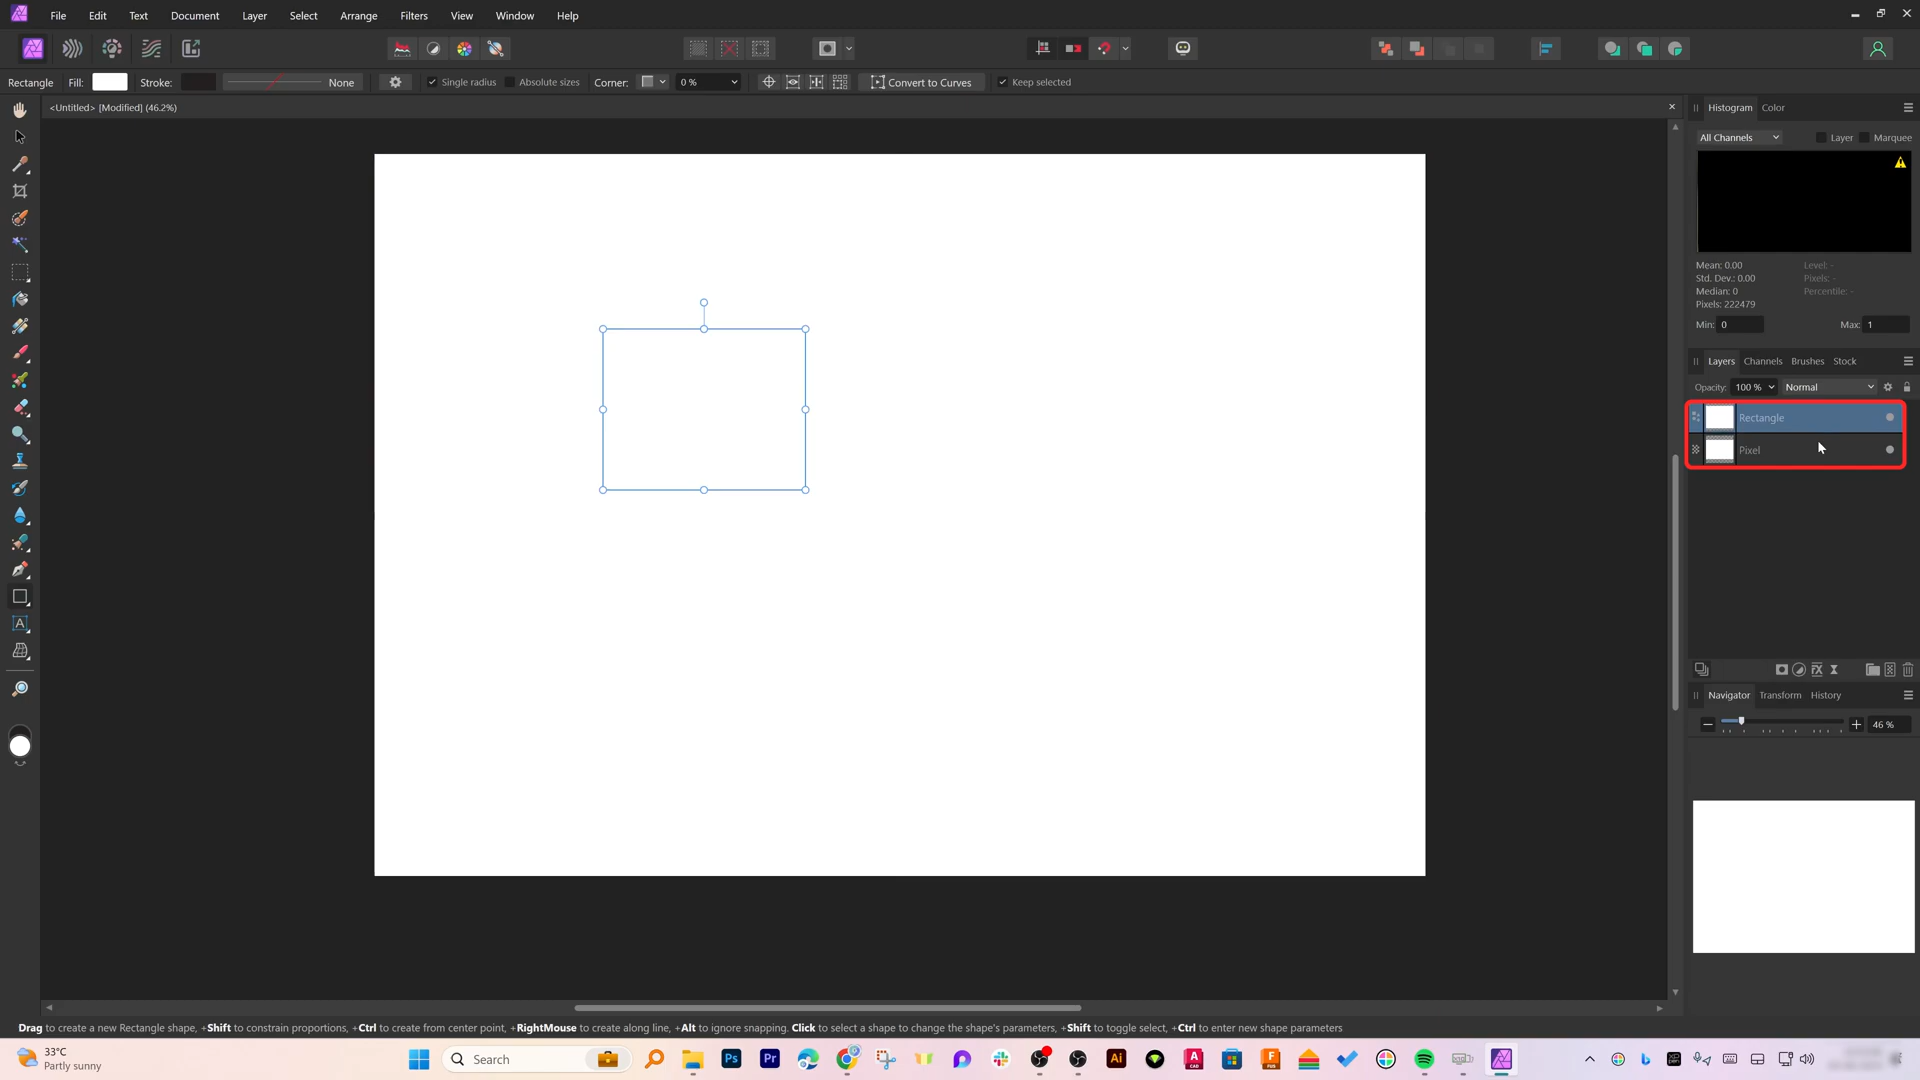 File Edit Text Document Layer Select Arrange Filters View Window Help
Rectangle Fill: Stroke: None Single radius Absolute sizes Corner: 0 % Convert to Curves Keep selected
<Untitled> [Modified] (46.2%)
Histogram Color
All Channels Layer Marquee
Mean: 0.00 Level: -
Std. Dev.: 0.00 Pixels: -
Median: 0 Percentile: -
Pixels: 222479
Min: 0 Max: 1
Layers Channels Brushes Stock
Opacity: 100 % Normal
Rectangle
Pixel
Navigator Transform History
46 %
Drag to create a new Rectangle shape, +Shift to constrain proportions, +Ctrl to create from center point, +RightMouse to create along line, +Alt to ignore snapping. Click to select a shape to change the shape's parameters, +Shift to toggle select, +Ctrl to enter new shape parameters
33°C
Partly sunny
Search
Ps Pr Ai A CAD F